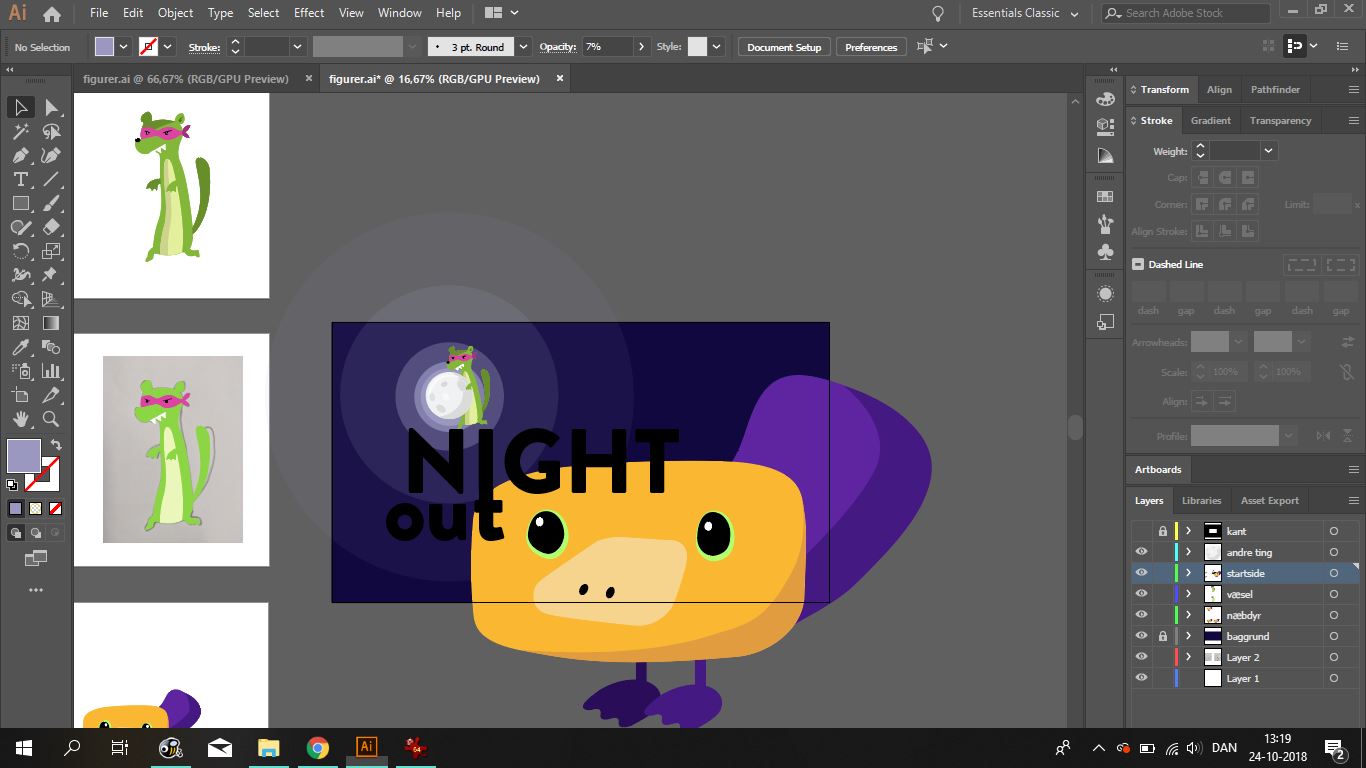 Ai File Edit Object Type Select Effect View Window Help Essentials Classic Search Adobe Stock
No Selection Stroke: 3 pt. Round Opacity: 7% Style: Document Setup Preferences
figurer.ai @ 66,67% (RGB/GPU Preview) × figurer.ai* @ 16,67% (RGB/GPU Preview) ×
Transform Align Pathfinder
Stroke Gradient Transparency
Weight:
Cap:
Corner: Limit: x
Align Stroke:
Dashed Line
dash gap dash gap dash gap
Arrowheads:
Scale: 100% 100%
Align:
Profile:
NIGHT
out
Artboards
Layers Libraries Asset Export
kant
andre ting
startside
væsel
næbdyr
baggrund
Layer 2
Layer 1
Ai 64 DAN 13:19
24-10-2018 2